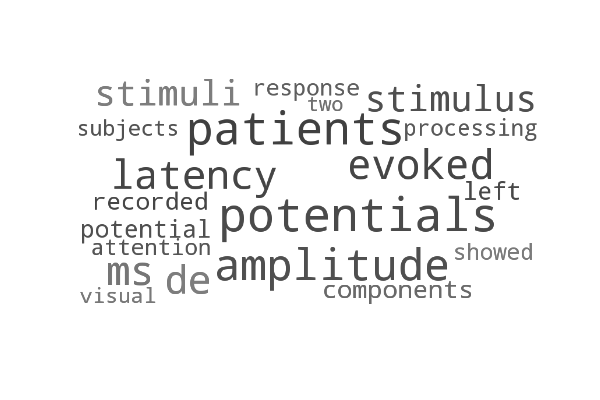 stimuli response
two stimulus
subjects patients processing
latency evoked
recorded left
potential potentials
attention amplitude showed
ms de components
visual